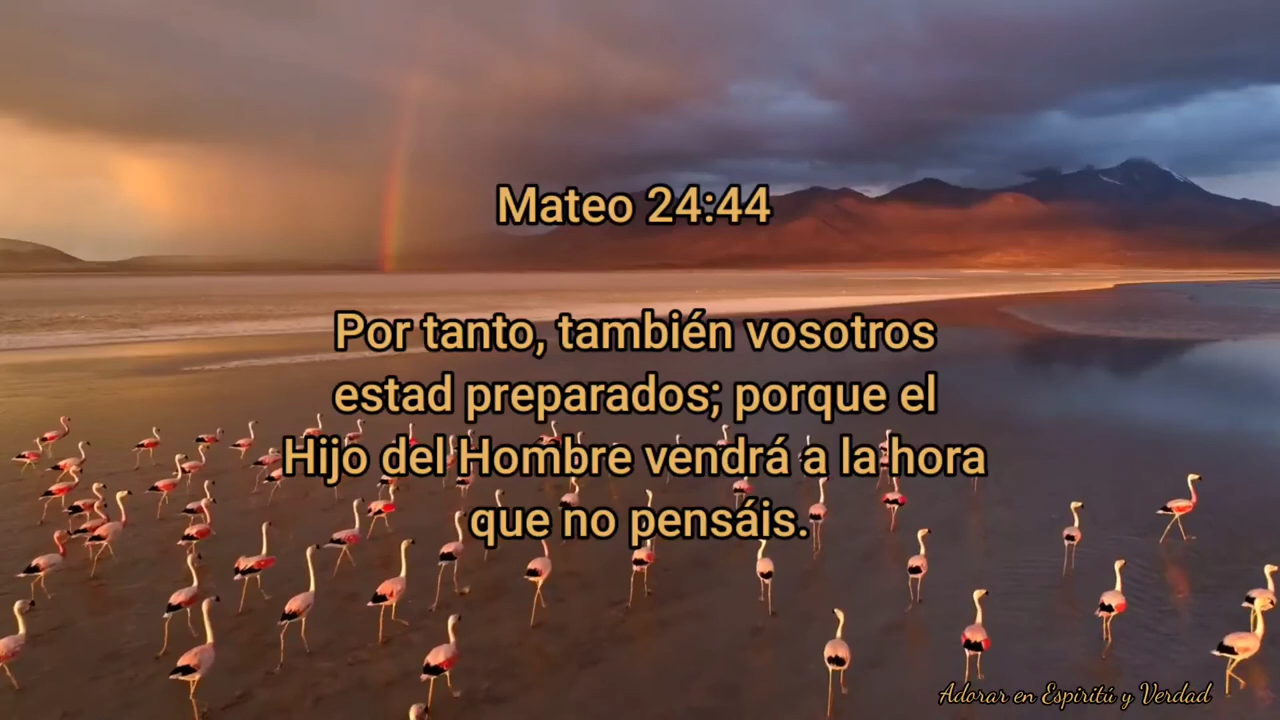 Mateo 24:44
Por tanto, también vosotros
estad preparados; porque el
Hijo del Hombre vendrá a la hora
que no pensáis.
Adorar en Espíritú y Verdad